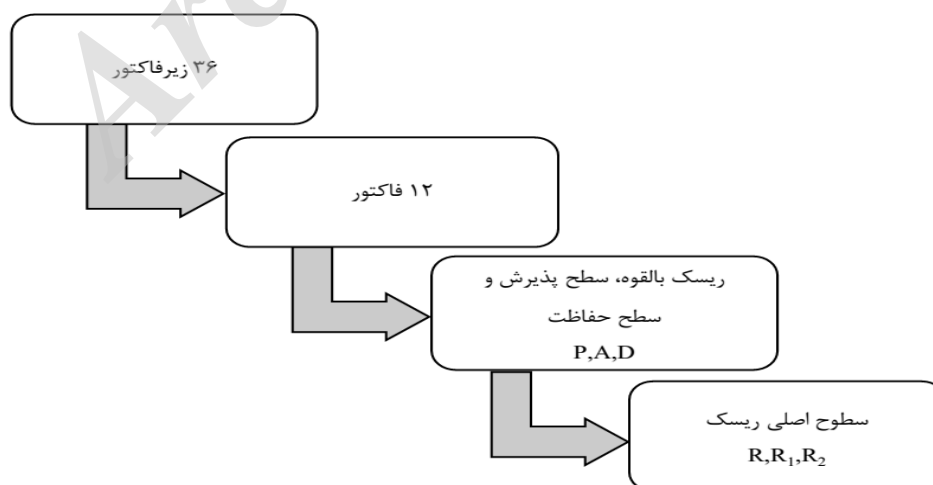 ۳۶ زیرفاکتور
۱۲ فاکتور
ریسک بالقوه، سطح پذیرش و
سطح حفاظت
P,A,D
سطوح اصلی ریسک
R,R₁,R₂